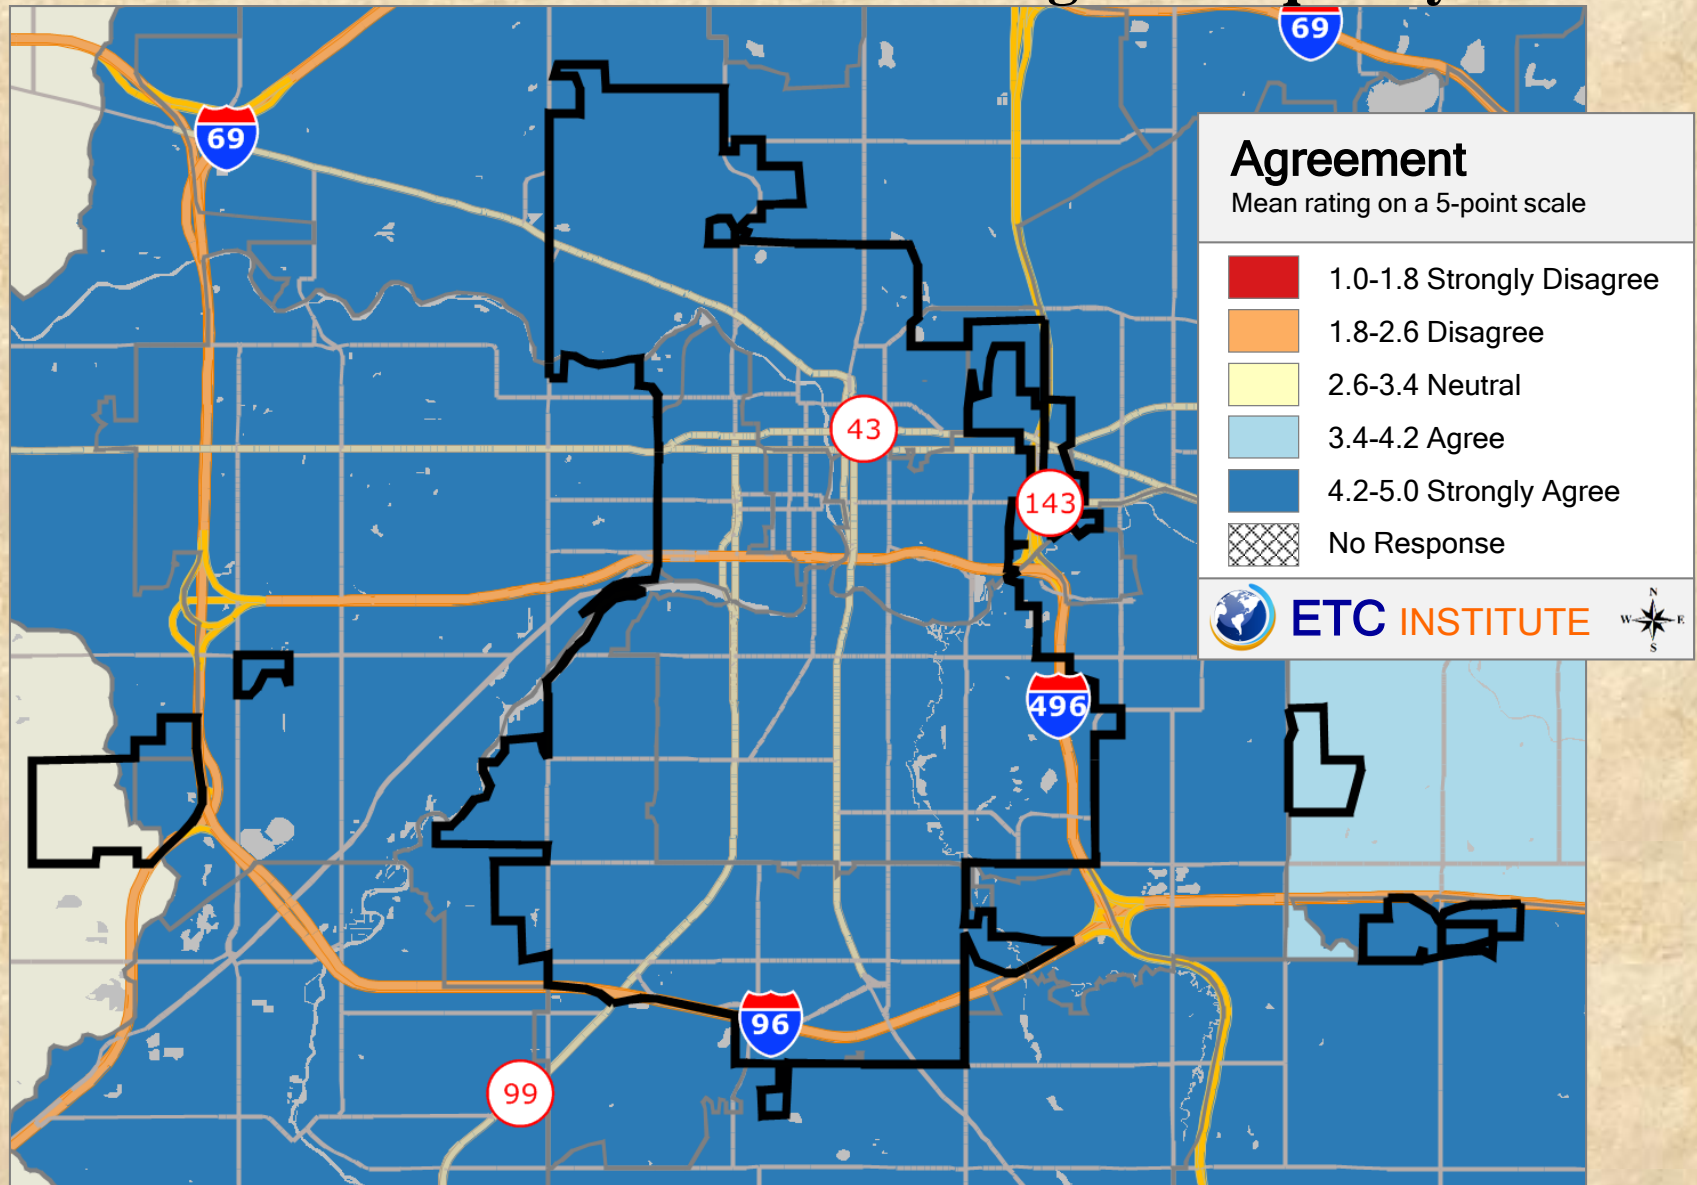 69
69
Agreement
Mean rating on a 5-point scale
1.0-1.8 Strongly Disagree
1.8-2.6 Disagree
2.6-3.4 Neutral
3.4-4.2 Agree
4.2-5.0 Strongly Agree
No Response
ETC INSTITUTE
N
W E
S
43
143
496
96
99